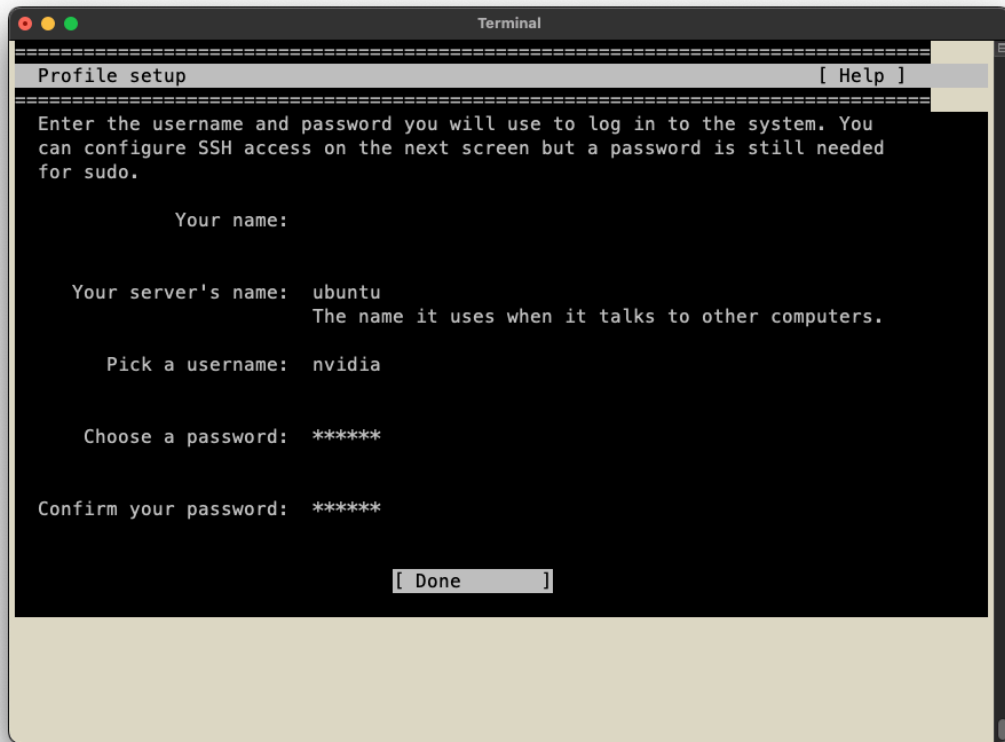 Terminal
================================================================================
Profile setup [ Help ]
================================================================================
Enter the username and password you will use to log in to the system. You
can configure SSH access on the next screen but a password is still needed
for sudo.
Your name:
Your server's name: ubuntu
The name it uses when it talks to other computers.
Pick a username: nvidia
Choose a password: ******
Confirm your password: ******
[ Done ]